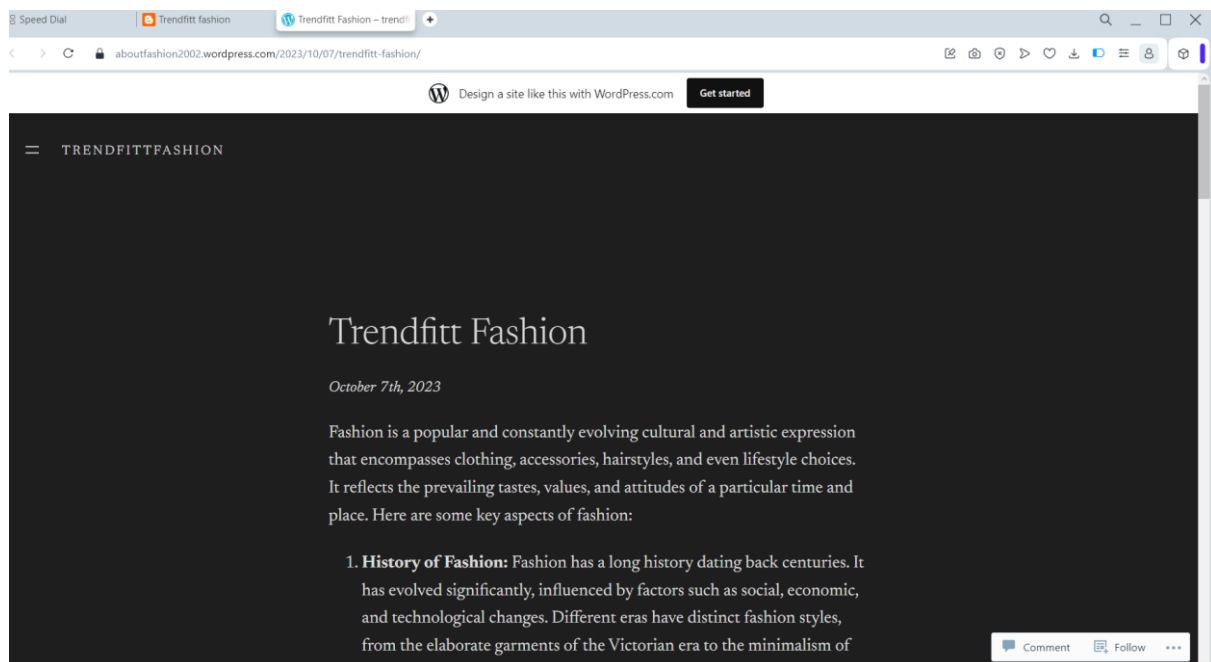 Speed Dial
Trendfitt fashion
Trendfitt Fashion – trendfi
aboutfashion2002.wordpress.com/2023/10/07/trendfitt-fashion/
Design a site like this with WordPress.com
Get started
TRENDFITTFASHION
Trendfitt Fashion
October 7th, 2023
Fashion is a popular and constantly evolving cultural and artistic expression
that encompasses clothing, accessories, hairstyles, and even lifestyle choices.
It reflects the prevailing tastes, values, and attitudes of a particular time and
place. Here are some key aspects of fashion:
1. History of Fashion: Fashion has a long history dating back centuries. It
has evolved significantly, influenced by factors such as social, economic,
and technological changes. Different eras have distinct fashion styles,
from the elaborate garments of the Victorian era to the minimalism of
Comment
Follow